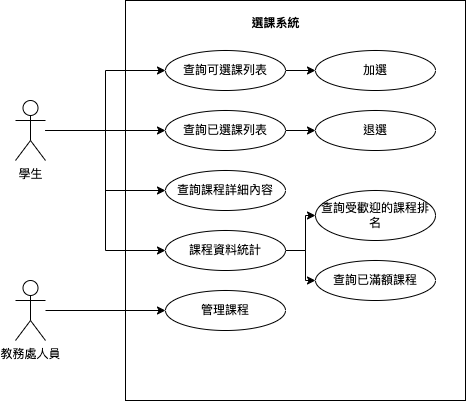 選課系統
查詢可選課列表
加選
查詢已選課列表
退選
學生
查詢課程詳細內容
查詢受歡迎的課程排
名
課程資料統計
查詢已滿額課程
管理課程
教務處人員